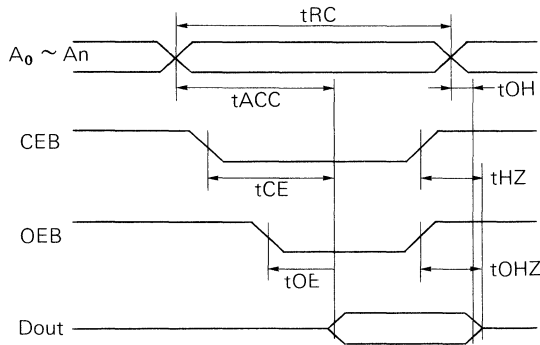 tRC
A₀ ~ An
tACC
tOH
CEB
tCE
tHZ
OEB
tOE
tOHZ
Dout